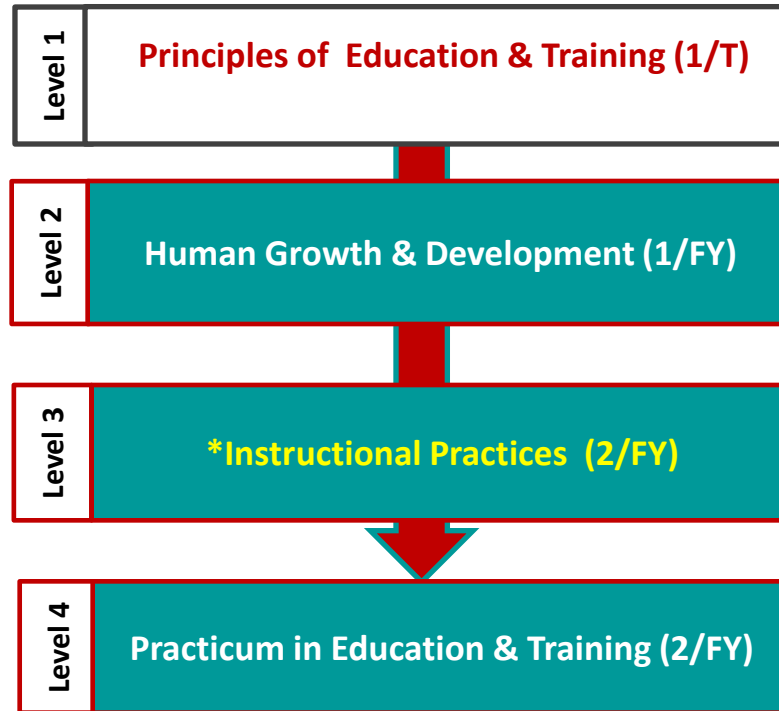 Level 1
Principles of  Education & Training (1/T)
Level 2
Human Growth & Development (1/FY)
Level 3
*Instructional Practices  (2/FY)
Level 4
Practicum in Education & Training (2/FY)